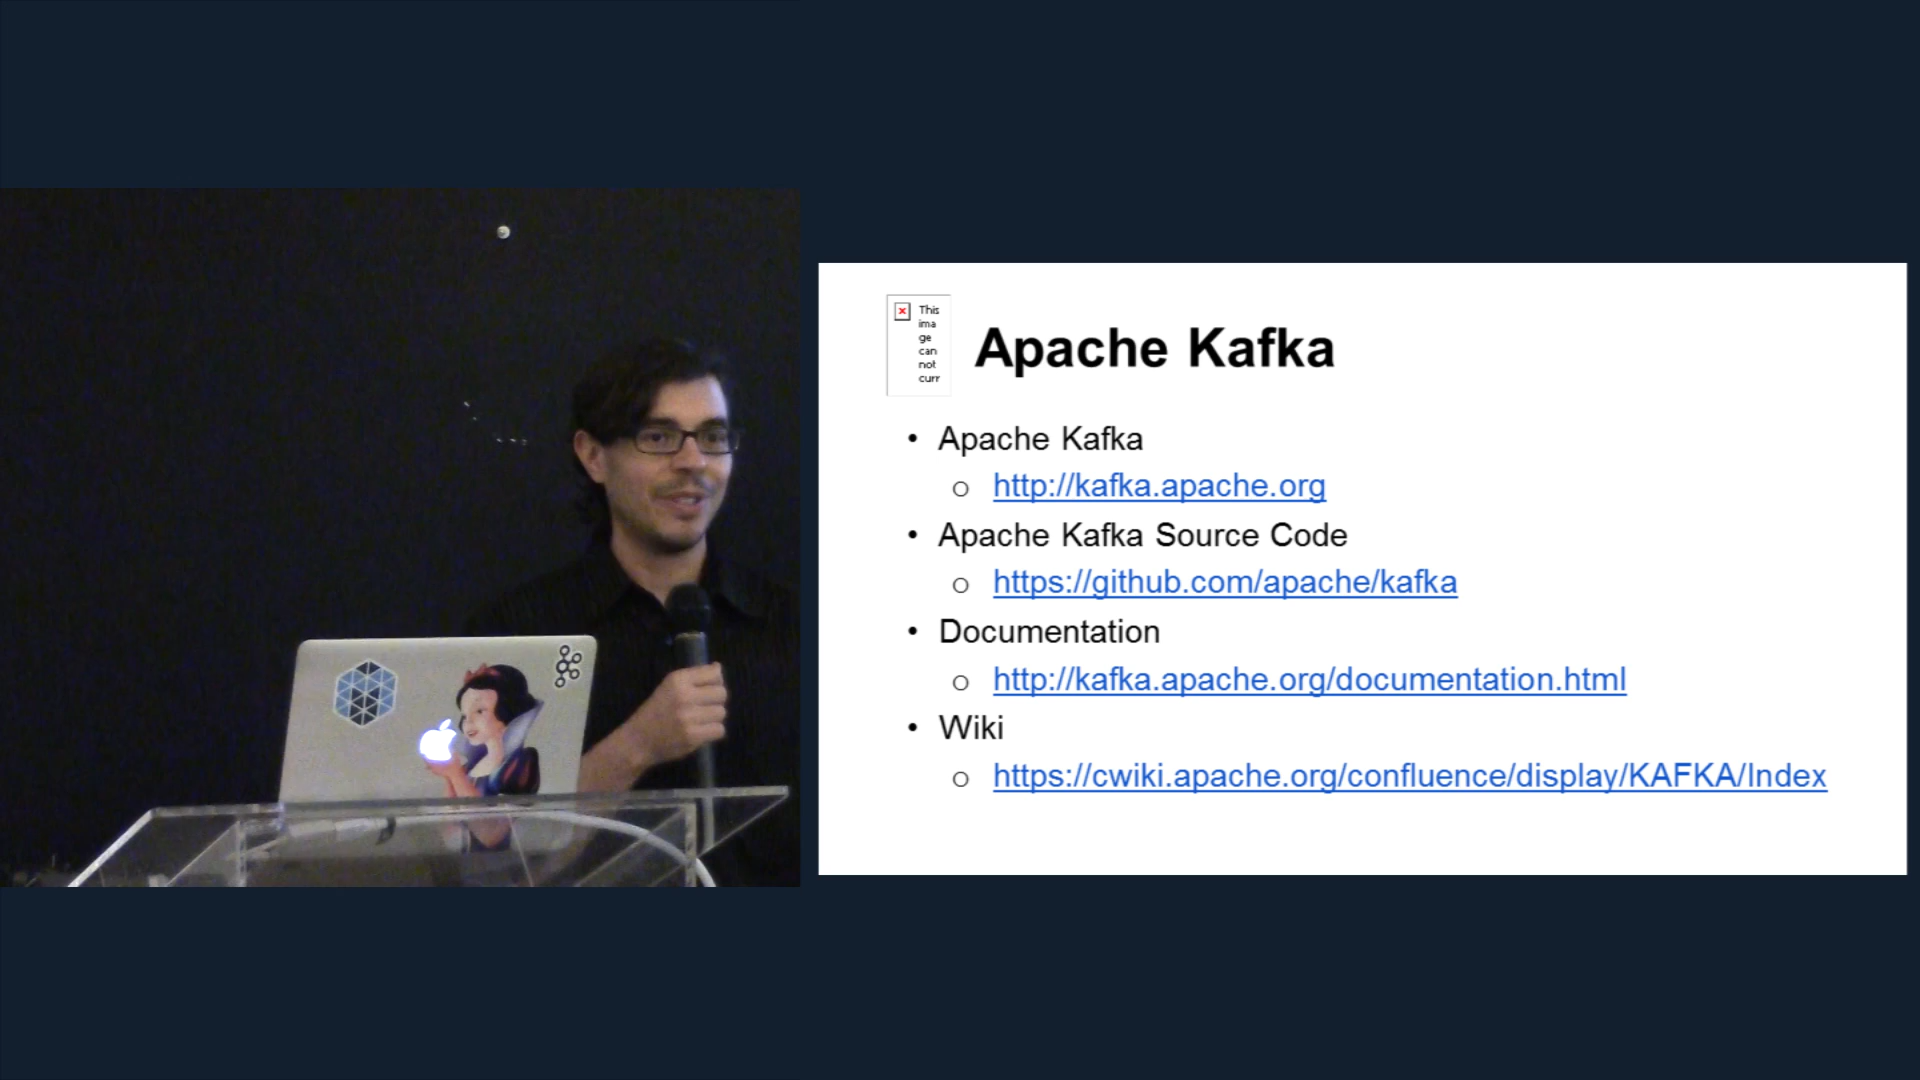 This
ima
ge
can
not
curr
Apache Kafka
• Apache Kafka
o http://kafka.apache.org
• Apache Kafka Source Code
o https://github.com/apache/kafka
• Documentation
o http://kafka.apache.org/documentation.html
• Wiki
o https://cwiki.apache.org/confluence/display/KAFKA/Index